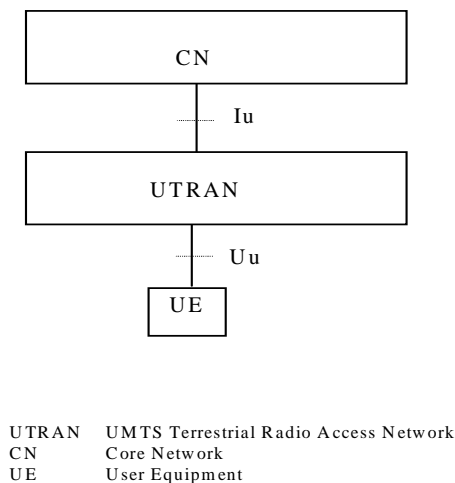 CN
Iu
UTRAN
Uu
UE
UTRAN UMTS Terrestrial Radio Access Network
CN Core Network
UE User Equipment